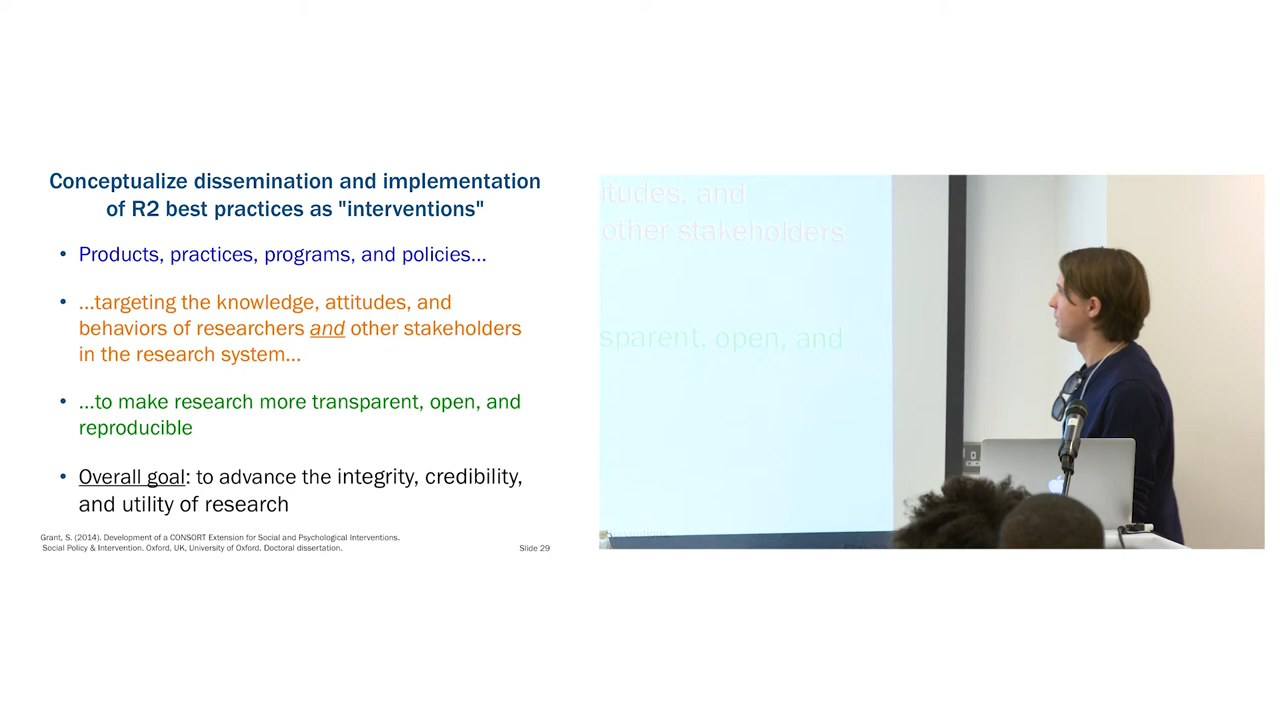 Conceptualize dissemination and implementation
of R2 best practices as "interventions"
• Products, practices, programs, and policies...
• ...targeting the knowledge, attitudes, and
behaviors of researchers and other stakeholders
in the research system...
• ...to make research more transparent, open, and
reproducible
• Overall goal: to advance the integrity, credibility,
and utility of research
Grant, S. (2014). Development of a CONSORT Extension for Social and Psychological Interventions.
Social Policy & Intervention. Oxford, UK, University of Oxford. Doctoral dissertation.
Slide 29
itudes, and
other stakeholders
sparent, open, and